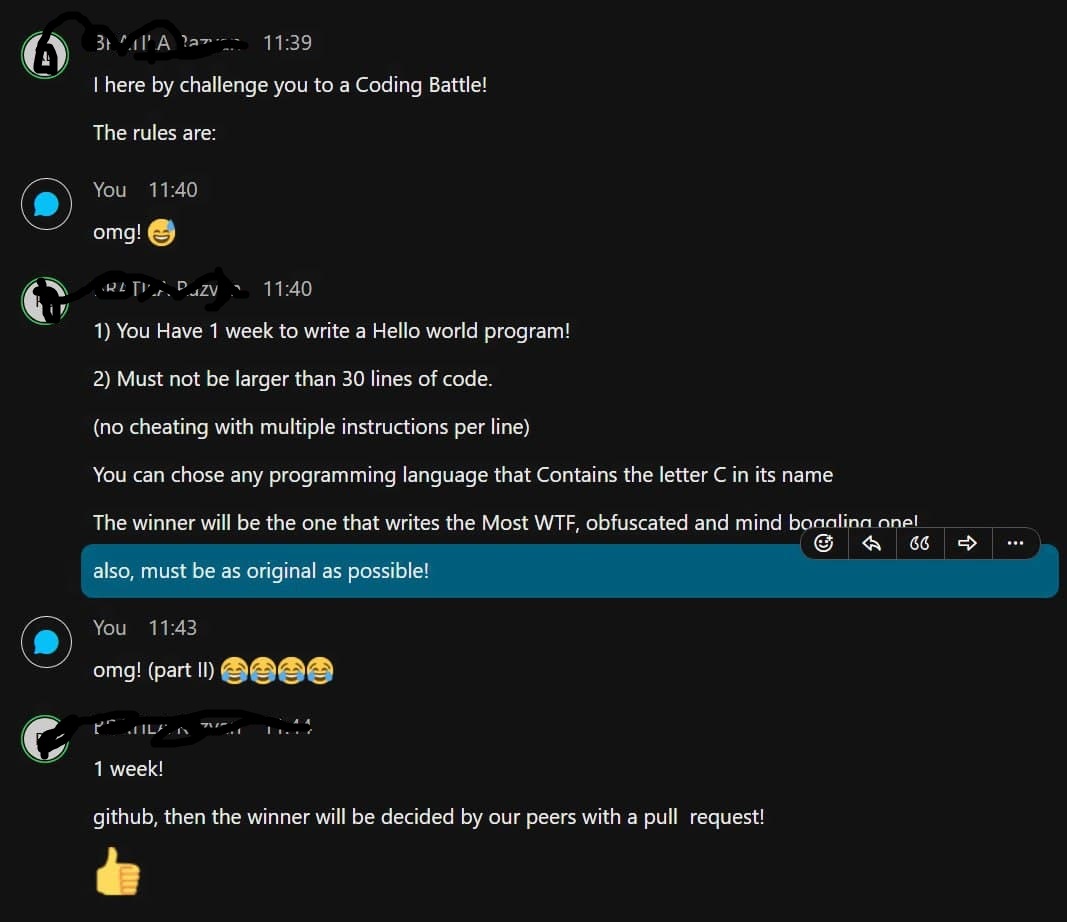 11:39
I here by challenge you to a Coding Battle!
The rules are:
You 11:40
omg! 😅
11:40
1) You Have 1 week to write a Hello world program!
2) Must not be larger than 30 lines of code.
(no cheating with multiple instructions per line)
You can chose any programming language that Contains the letter C in its name
The winner will be the one that writes the Most WTF, obfuscated and mind boggling one!
also, must be as original as possible!
You 11:43
omg! (part II) 😂😂😂😂
1 week!
github, then the winner will be decided by our peers with a pull request!
👍